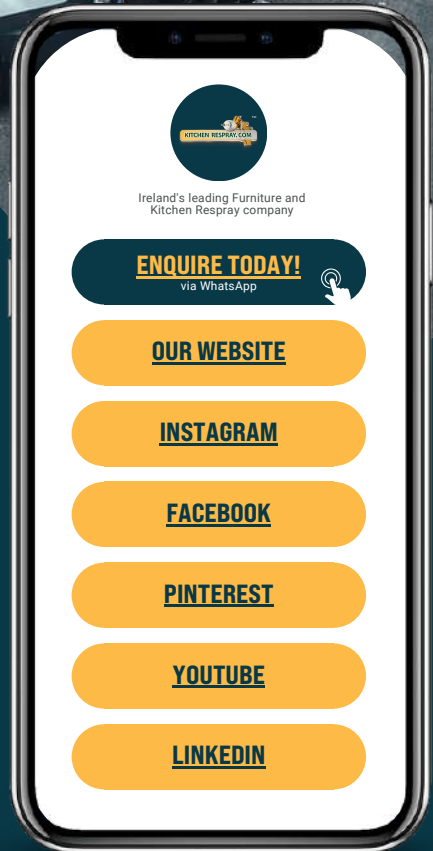 KITCHEN RESPRAY.COM
Ireland's leading Furniture and
Kitchen Respray company
ENQUIRE TODAY!
via WhatsApp
OUR WEBSITE
INSTAGRAM
FACEBOOK
PINTEREST
YOUTUBE
LINKEDIN